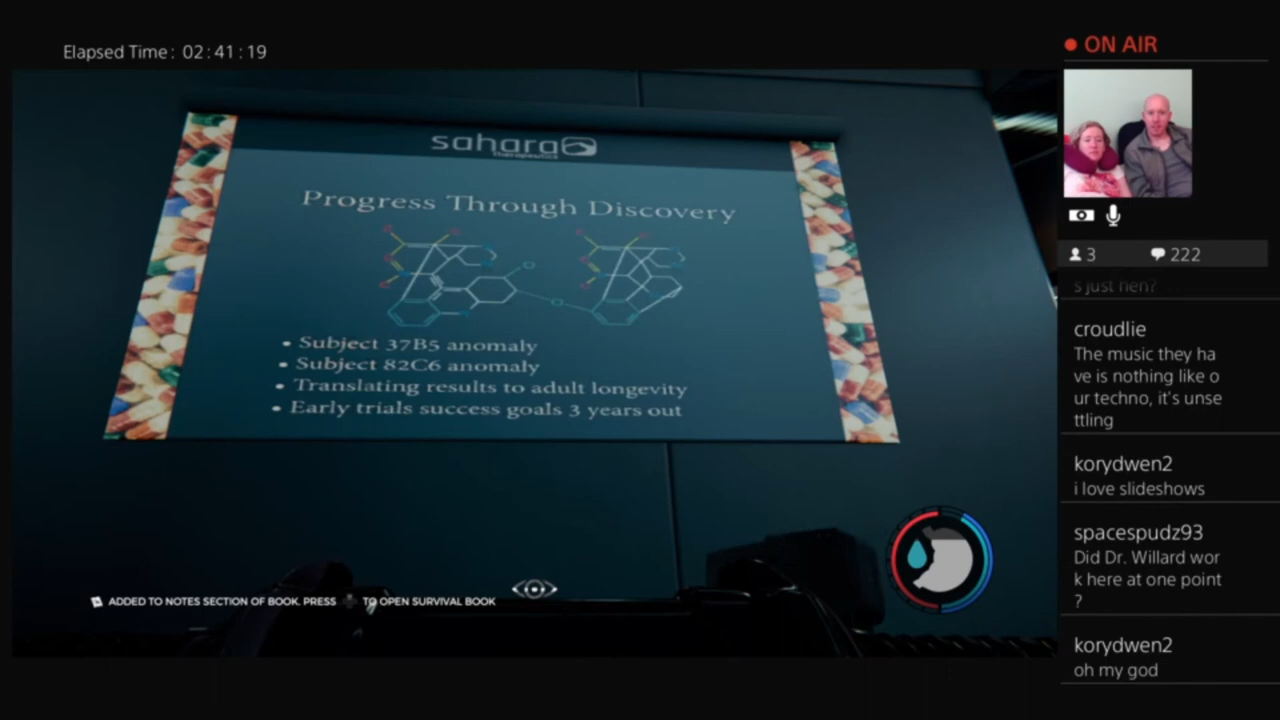 Elapsed Time: 02:41:19
ON AIR
sahara
therapeutics
Progress Through Discovery
• Subject 37B5 anomaly
• Subject 82C6 anomaly
• Translating results to adult longevity
• Early trials success goals 3 years out
ADDED TO NOTES SECTION OF BOOK. PRESS TO OPEN SURVIVAL BOOK
3 222
croudlie
The music they ha
ve is nothing like o
ur techno, it's unse
ttling
korydwen2
i love slideshows
spacespudz93
Did Dr. Willard wor
k here at one point
?
korydwen2
oh my god